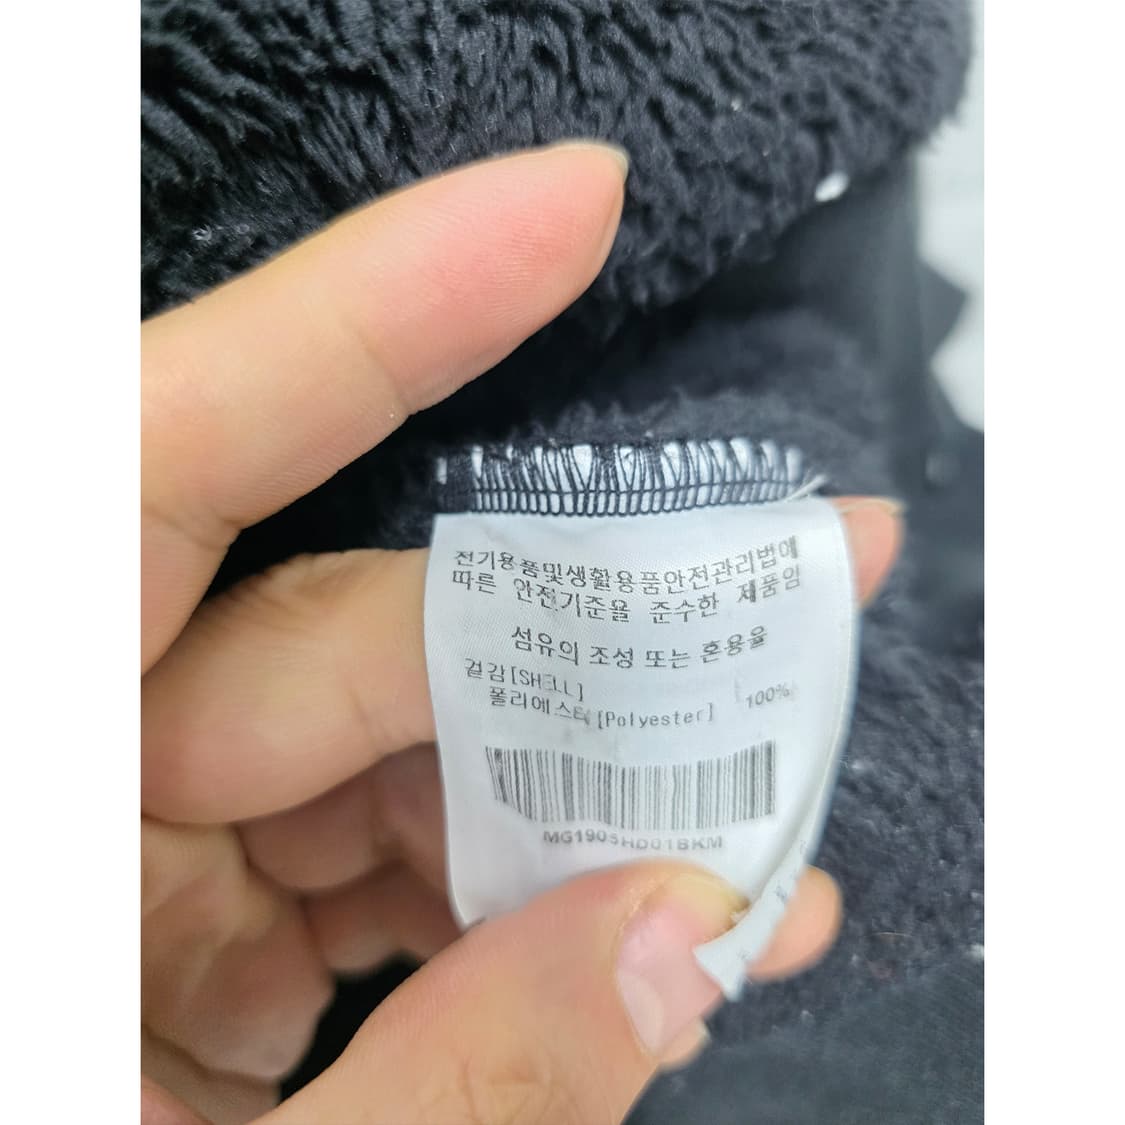 전기용품및생활용품안전관리법에
따른 안전기준을 준수한 제품임
섬유의 조성 또는 혼용율
겉감[SHELL]
폴리에스터[Polyester] 100%
MG1905HD01BKM